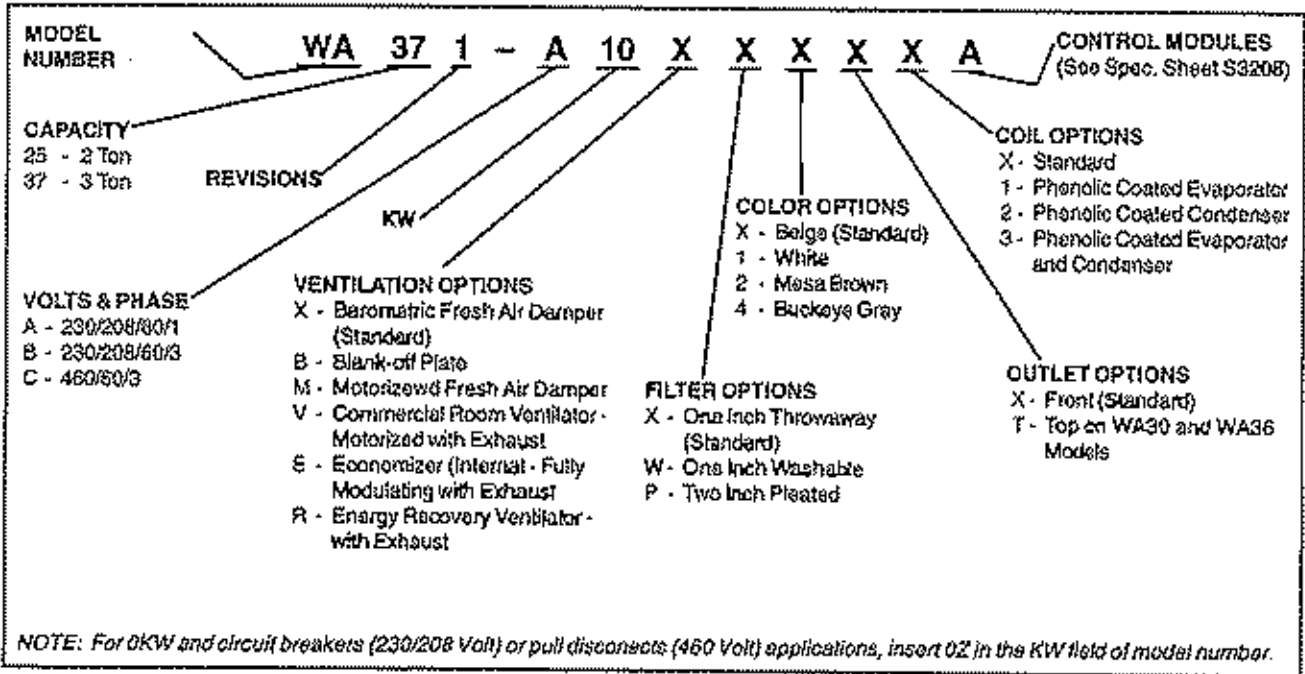 MODEL
NUMBER
WA 37 1 - A 10 X X X X X A
CONTROL MODULES
(See Spec. Sheet S3208)
CAPACITY
25 - 2 Ton
37 - 3 Ton
REVISIONS
KW
COIL OPTIONS
X - Standard
1 - Phenolic Coated Evaporator
2 - Phenolic Coated Condenser
3 - Phenolic Coated Evaporator
and Condenser
COLOR OPTIONS
X - Beige (Standard)
1 - White
2 - Mesa Brown
4 - Buckeye Gray
VOLTS & PHASE
A - 230/208/60/1
B - 230/208/60/3
C - 460/60/3
VENTILATION OPTIONS
X - Barometric Fresh Air Damper
(Standard)
B - Blank-off Plate
M - Motorizewd Fresh Air Damper
V - Commercial Room Ventilator -
Motorized with Exhaust
E - Economizer (Internal - Fully
Modulating with Exhaust
R - Energy Recovery Ventilator -
with Exhaust
FILTER OPTIONS
X - One Inch Throwaway
(Standard)
W - One Inch Washable
P - Two Inch Pleated
OUTLET OPTIONS
X - Front (Standard)
T - Top on WA30 and WA36
Models
NOTE: For 0KW and circuit breakers (230/208 Volt) or pull disconects (460 Volt) applications, insert 0Z in the KW field of model number.